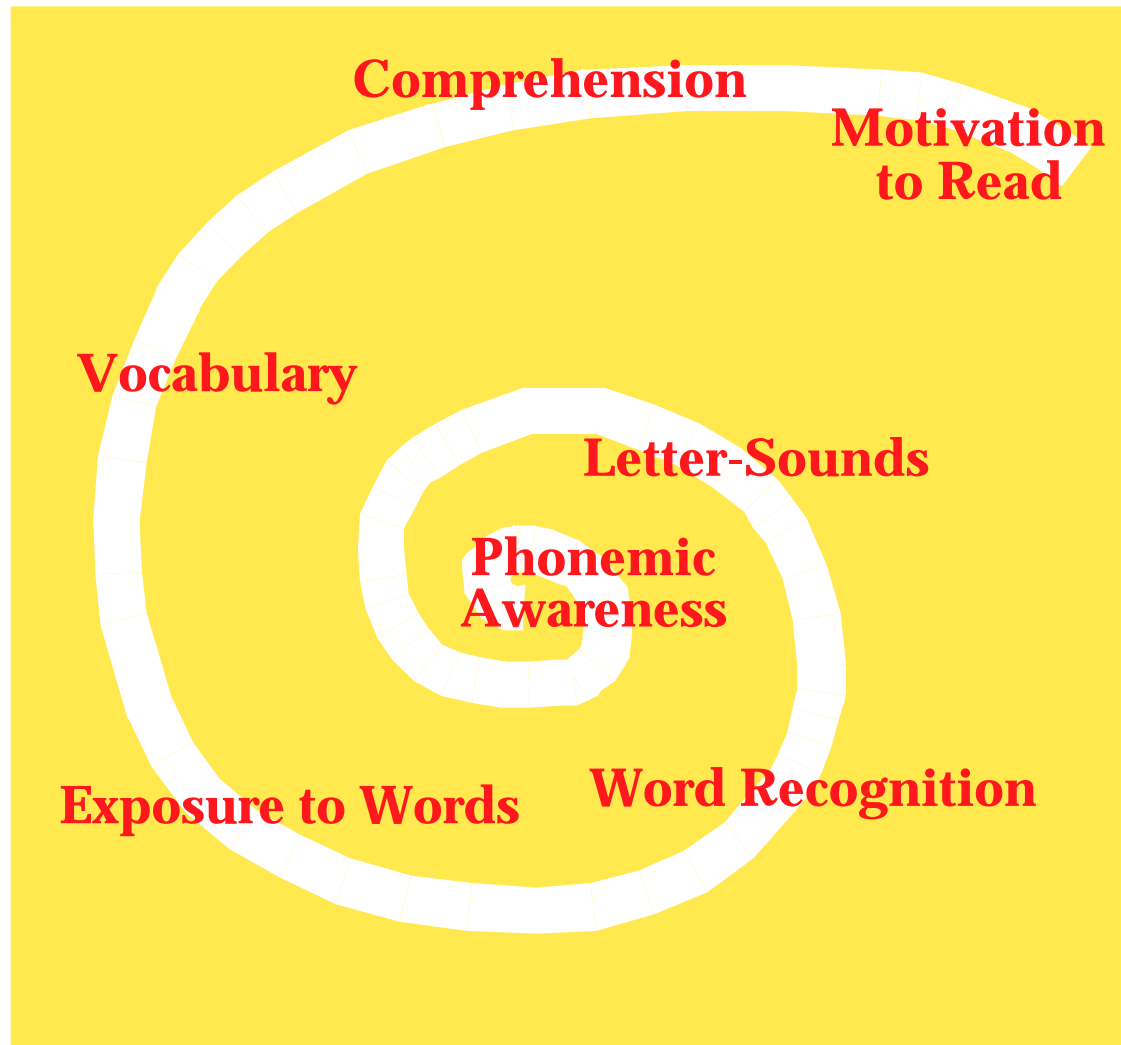 Comprehension
Motivation
to Read
Vocabulary
Letter-Sounds
Phonemic
Awareness
Word Recognition
Exposure to Words